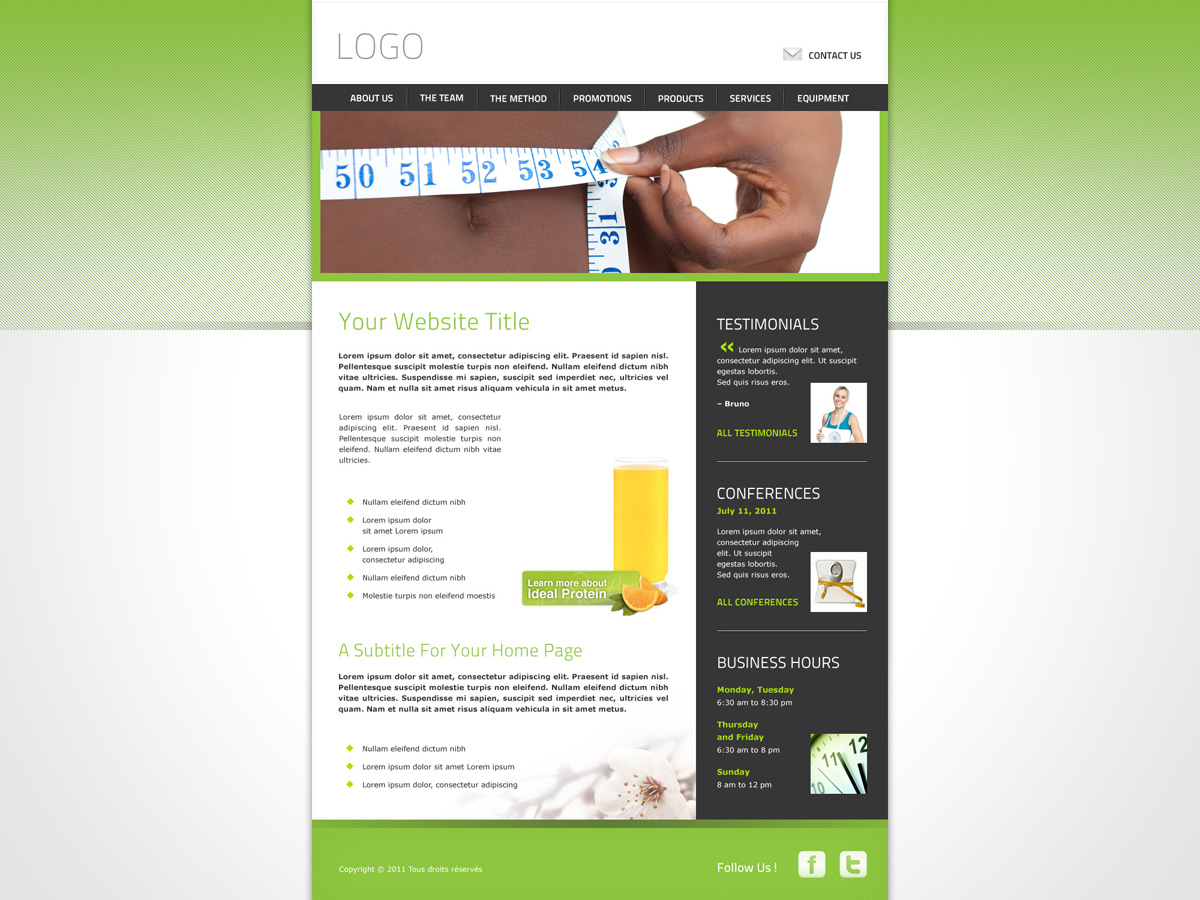 LOGO
CONTACT US
ABOUT US THE TEAM THE METHOD PROMOTIONS PRODUCTS SERVICES EQUIPMENT
50 51 52 53 54
31
Your Website Title
Lorem ipsum dolor sit amet, consectetur adipiscing elit. Praesent id sapien nisl.
Pellentesque suscipit molestie turpis non eleifend. Nullam eleifend dictum nibh
vitae ultricies. Suspendisse mi sapien, suscipit sed imperdiet nec, ultricies vel
quam. Nam et nulla sit amet risus aliquam vehicula in sit amet metus.
Lorem ipsum dolor sit amet, consectetur
adipiscing elit. Praesent id sapien nisl.
Pellentesque suscipit molestie turpis non
eleifend. Nullam eleifend dictum nibh vitae
ultricies.
Nullam eleifend dictum nibh
Lorem ipsum dolor
sit amet Lorem ipsum
Lorem ipsum dolor,
consectetur adipiscing
Nullam eleifend dictum nibh
Molestie turpis non eleifend moestis
Learn more about
Ideal Protein
A Subtitle For Your Home Page
Lorem ipsum dolor sit amet, consectetur adipiscing elit. Praesent id sapien nisl.
Pellentesque suscipit molestie turpis non eleifend. Nullam eleifend dictum nibh
vitae ultricies. Suspendisse mi sapien, suscipit sed imperdiet nec, ultricies vel
quam. Nam et nulla sit amet risus aliquam vehicula in sit amet metus.
Nullam eleifend dictum nibh
Lorem ipsum dolor sit amet Lorem ipsum
Lorem ipsum dolor, consectetur adipiscing
TESTIMONIALS
« Lorem ipsum dolor sit amet,
consectetur adipiscing elit. Ut suscipit
egestas lobortis.
Sed quis risus eros.
– Bruno
ALL TESTIMONIALS
CONFERENCES
July 11, 2011
Lorem ipsum dolor sit amet,
consectetur adipiscing
elit. Ut suscipit
egestas lobortis.
Sed quis risus eros.
ALL CONFERENCES
BUSINESS HOURS
Monday, Tuesday
6:30 am to 8:30 pm
Thursday
and Friday
6:30 am to 8 pm
Sunday
8 am to 12 pm
12
11
10
Copyright © 2011 Tous droits réservés
Follow Us ! f t